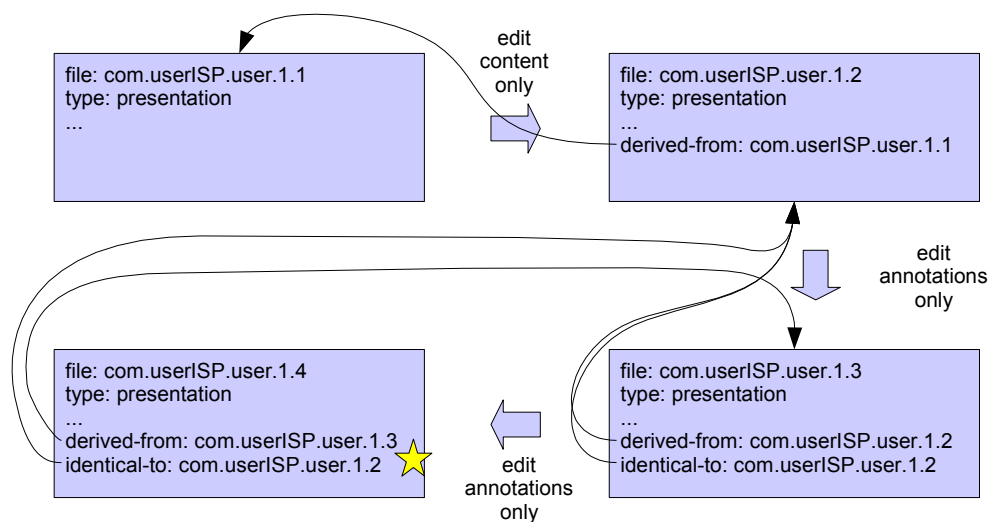 file: com.userISP.user.1.1
type: presentation
...
edit
content
only
file: com.userISP.user.1.2
type: presentation
...
derived-from: com.userISP.user.1.1
edit
annotations
only
file: com.userISP.user.1.4
type: presentation
...
derived-from: com.userISP.user.1.3
identical-to: com.userISP.user.1.2
edit
annotations
only
file: com.userISP.user.1.3
type: presentation
...
derived-from: com.userISP.user.1.2
identical-to: com.userISP.user.1.2